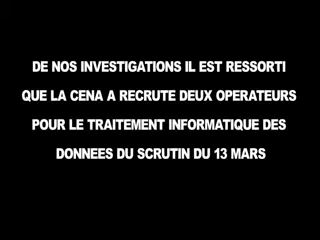 DE NOS INVESTIGATIONS IL EST RESSORTI
QUE LA CENA A RECRUTE DEUX OPERATEURS
POUR LE TRAITEMENT INFORMATIQUE DES
DONNEES DU SCRUTIN DU 13 MARS